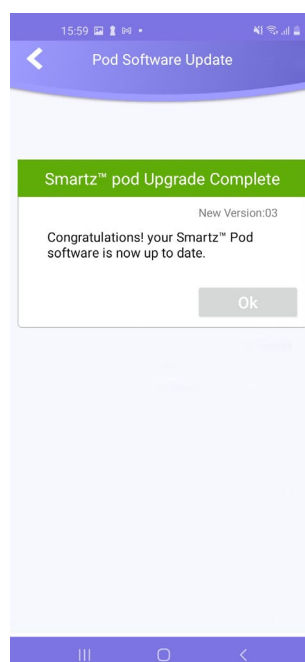 15:59
Pod Software Update
Smartz™ pod Upgrade Complete
New Version:03
Congratulations! your Smartz™ Pod
software is now up to date.
Ok